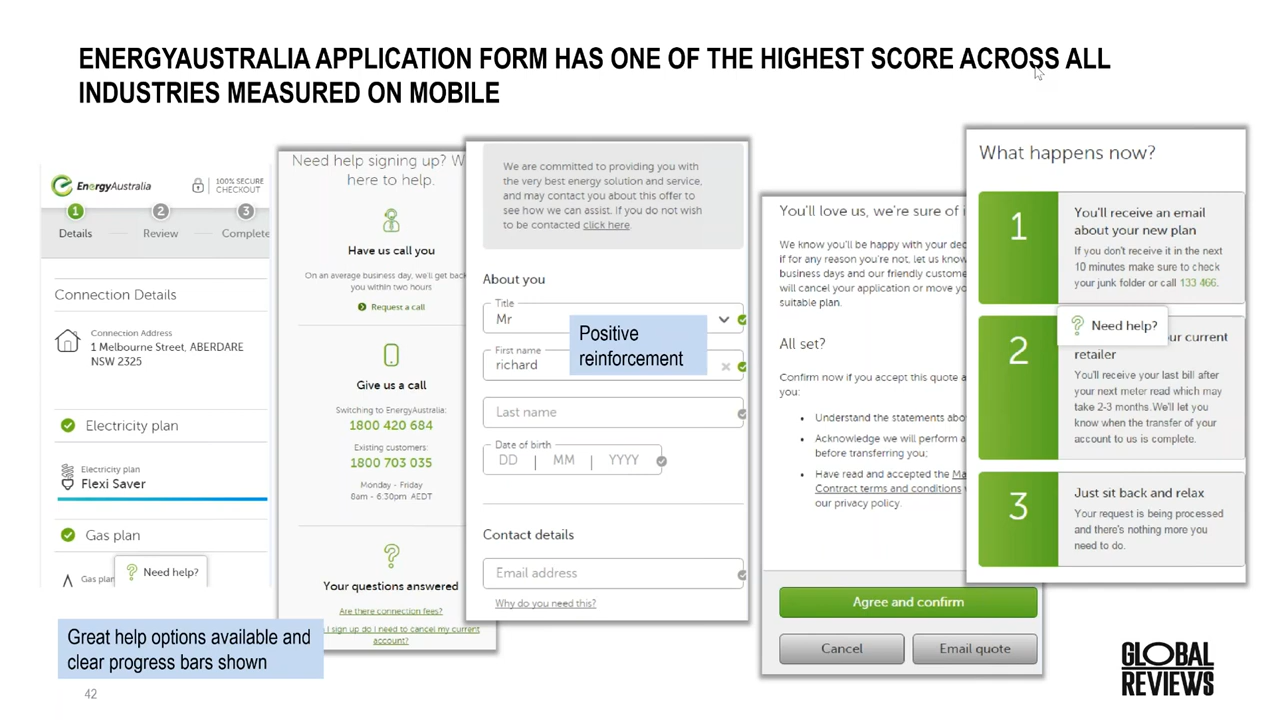 ENERGYAUSTRALIA APPLICATION FORM HAS ONE OF THE HIGHEST SCORE ACROSS ALL
INDUSTRIES MEASURED ON MOBILE
EnergyAustralia
100% SECURE
CHECKOUT
1 2 3
Details Review Complete
Connection Details
Connection Address
1 Melbourne Street, ABERDARE
NSW 2325
Electricity plan
Electricity plan
Flexi Saver
Gas plan
Gas plan
Need help?
Great help options available and
clear progress bars shown
Need help signing up? W
here to help.
Have us call you
On an average business day, we'll get back
you within two hours
Request a call
Give us a call
Switching to EnergyAustralia:
1800 420 684
Existing customers:
1800 703 035
Monday - Friday
8am - 6:30pm AEDT
Your questions answered
Are there connection fees?
I sign up do I need to cancel my current
account?
We are committed to providing you with
the very best energy solution and service,
and may contact you about this offer to
see how we can assist. If you do not wish
to be contacted click here.
About you
Title
Mr
First name
richard
Positive
reinforcement
Last name
Date of birth
DD | MM | YYYY
Contact details
Email address
Why do you need this?
You'll love us, we're sure of i
We know you'll be happy with your dec
if for any reason you're not, let us know
business days and our friendly custome
will cancel your application or move yo
suitable plan.
All set?
Confirm now if you accept this quote a
you:
• Understand the statements abo
• Acknowledge we will perform a
before transferring you;
• Have read and accepted the Ma
Contract terms and conditions
our privacy policy.
Agree and confirm
Cancel
Email quote
What happens now?
1
You'll receive an email
about your new plan
If you don't receive it in the next
10 minutes make sure to check
your junk folder or call 133 466.
Need help?
2
ur current
retailer
You'll receive your last bill after
your next meter read which may
take 2-3 months.We'll let you
know when the transfer of your
account to us is complete.
3
Just sit back and relax
Your request is being processed
and there's nothing more you
need to do.
GLOBAL
REVIEWS
42